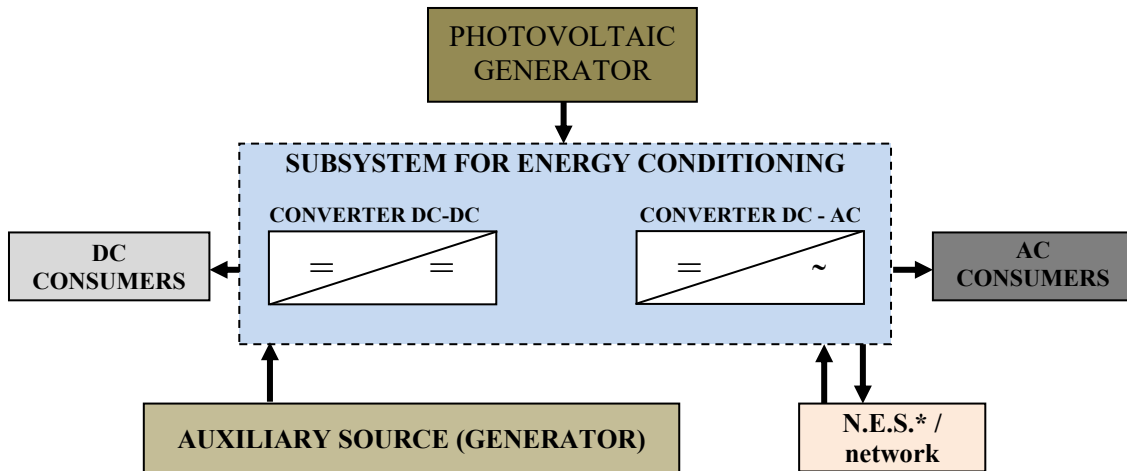 PHOTOVOLTAIC
GENERATOR
SUBSYSTEM FOR ENERGY CONDITIONING
CONVERTER DC-DC
CONVERTER DC - AC
= =
= ~
DC
CONSUMERS
AC
CONSUMERS
AUXILIARY SOURCE (GENERATOR)
N.E.S.* /
network